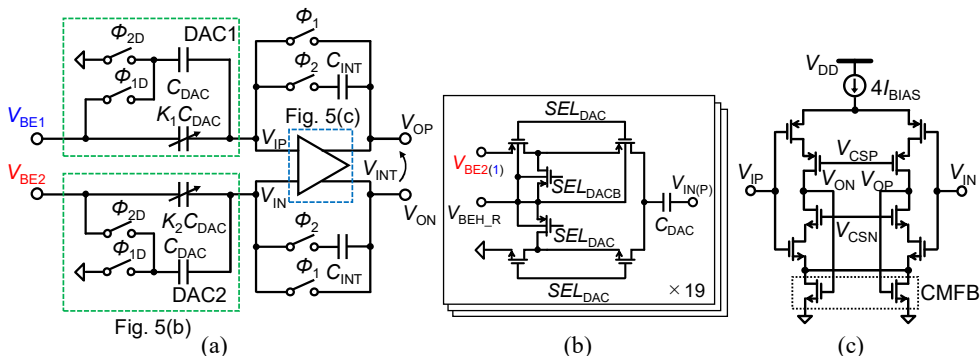 Φ2D
DAC1
Φ1D
CDAC
VBE1
K1CDAC
Φ1
Φ2
CINT
Fig. 5(c)
VIP
VIN
VOP
VINT
VON
VBE2
Φ2D
K2CDAC
Φ1D
CDAC
DAC2
Φ2
CINT
Φ1
Fig. 5(b)
(a)
SELDAC
VBE2(1)
SELDACB
VBEH_R
VIN(P)
CDAC
SELDAC
SELDAC
× 19
(b)
VDD
4IBIAS
VCSP
VIP
VON
VOP
VIN
VCSN
CMFB
(c)